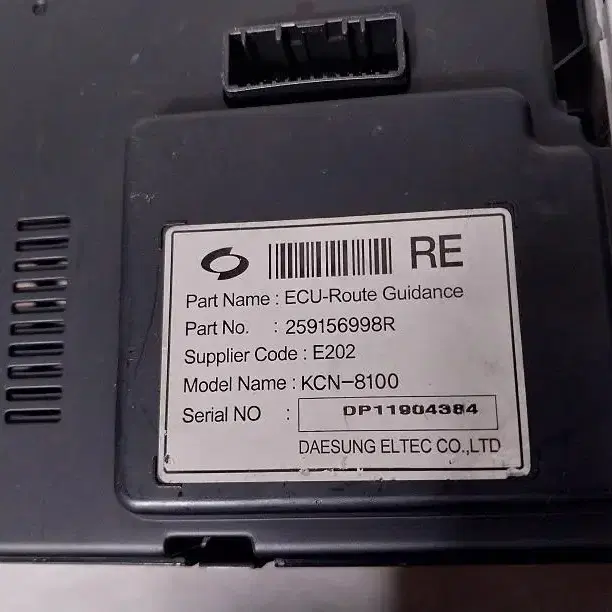 RE
Part Name : ECU-Route Guidance
Part No. : 259156998R
Supplier Code : E202
Model Name : KCN-8100
Serial NO : DP11904384
DAESUNG ELTEC CO.,LTD